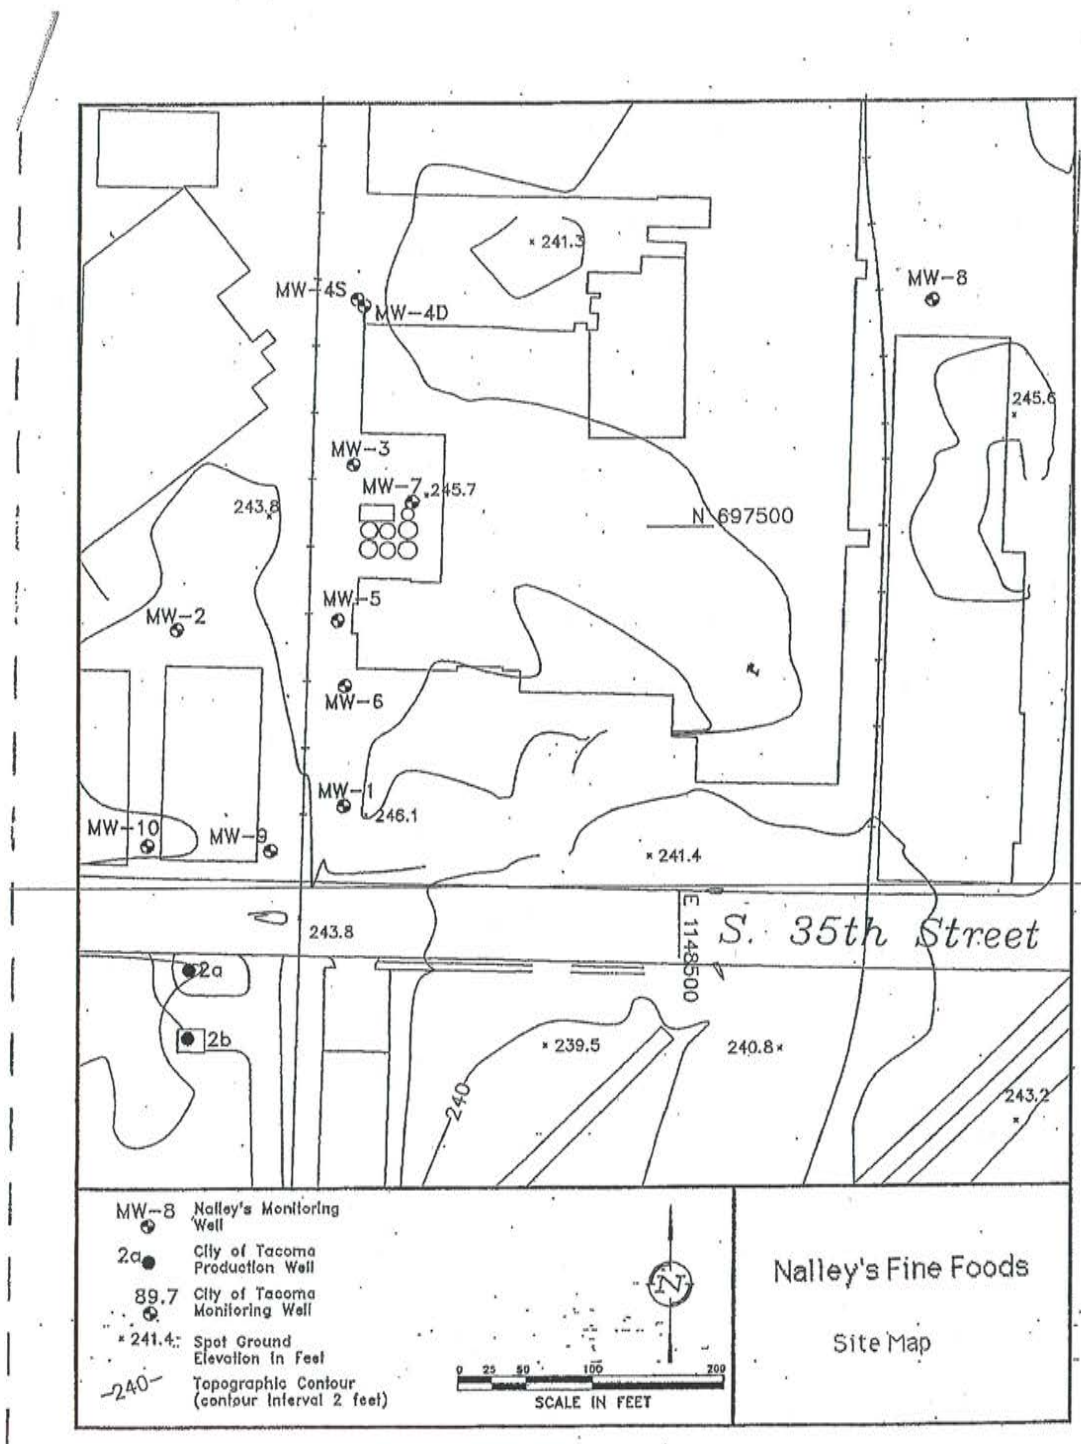 241.3
MW-4S
MW-4D
MW-8
245.6
MW-3
MW-7
245.7
243.8
N 697500
MW-5
MW-2
MW-6
MW-1
246.1
MW-10
MW-9
241.4
E 1148500
S. 35th Street
243.8
2a
2b
239.5
240.8
240
243.2
MW-8 Nalley's Monitoring
Well
2a City of Tacoma
Production Well
89.7 City of Tacoma
Monitoring Well
241.4 Spot Ground
Elevation in Feet
-240- Topographic Contour
(contour interval 2 feet)
N
0 25 50 100 200
SCALE IN FEET
Nalley's Fine Foods
Site Map